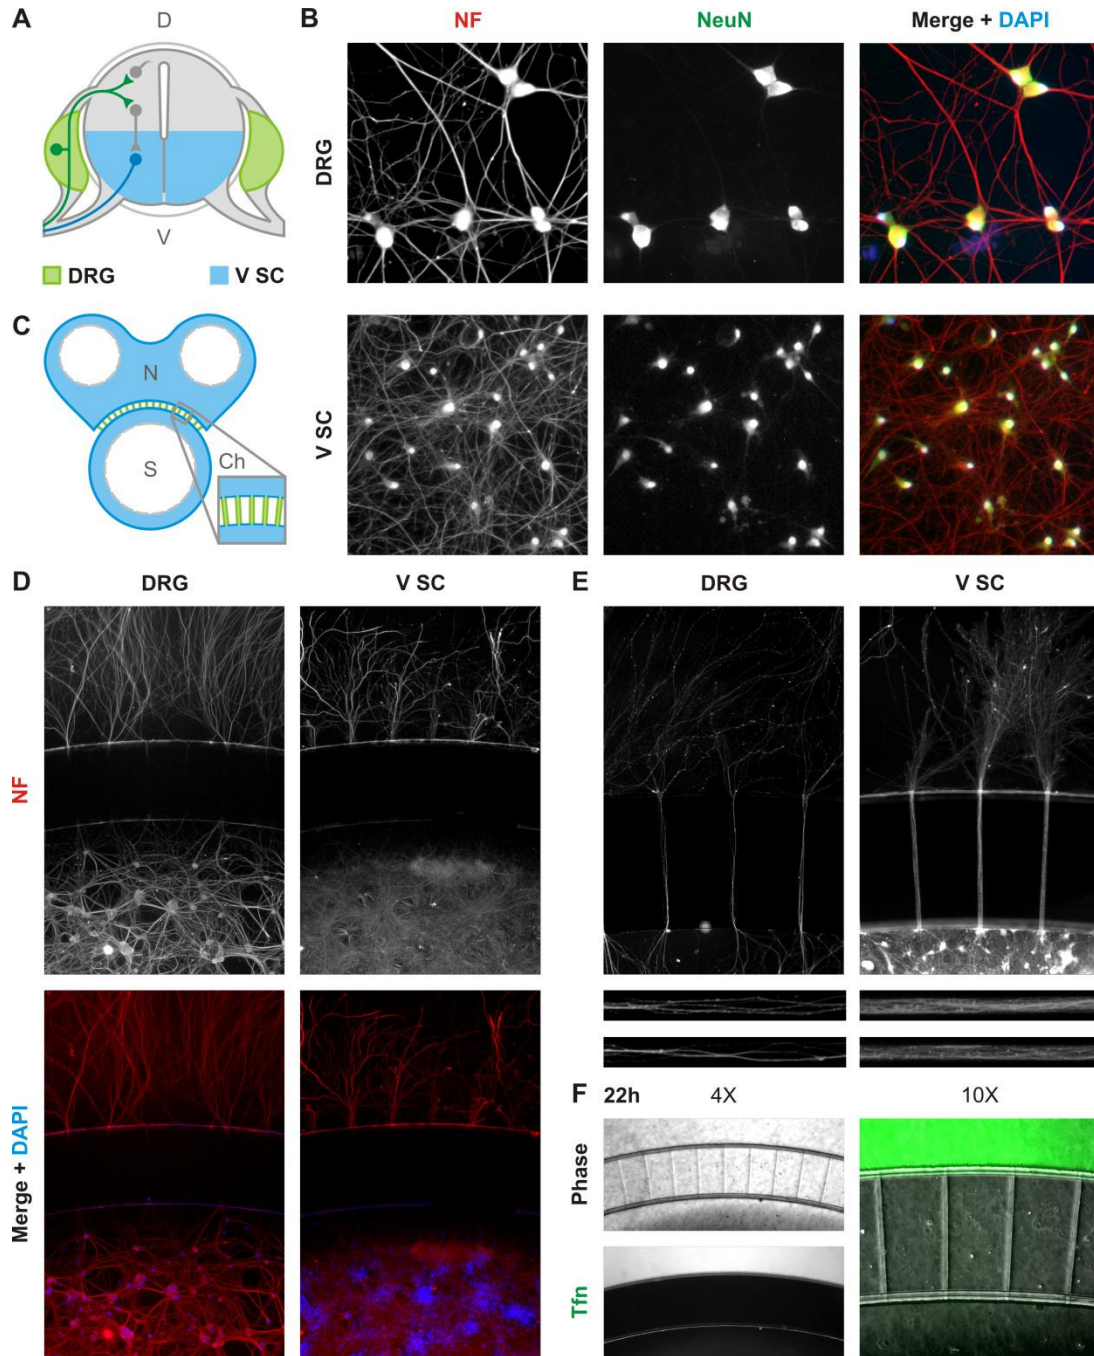 A
D
V
DRG
V SC
B
NF
NeuN
Merge + DAPI
DRG
V SC
C
N
S
Ch
D
DRG
V SC
NF
Merge + DAPI
E
DRG
V SC
F
22h
4X
10X
Phase
Tfn